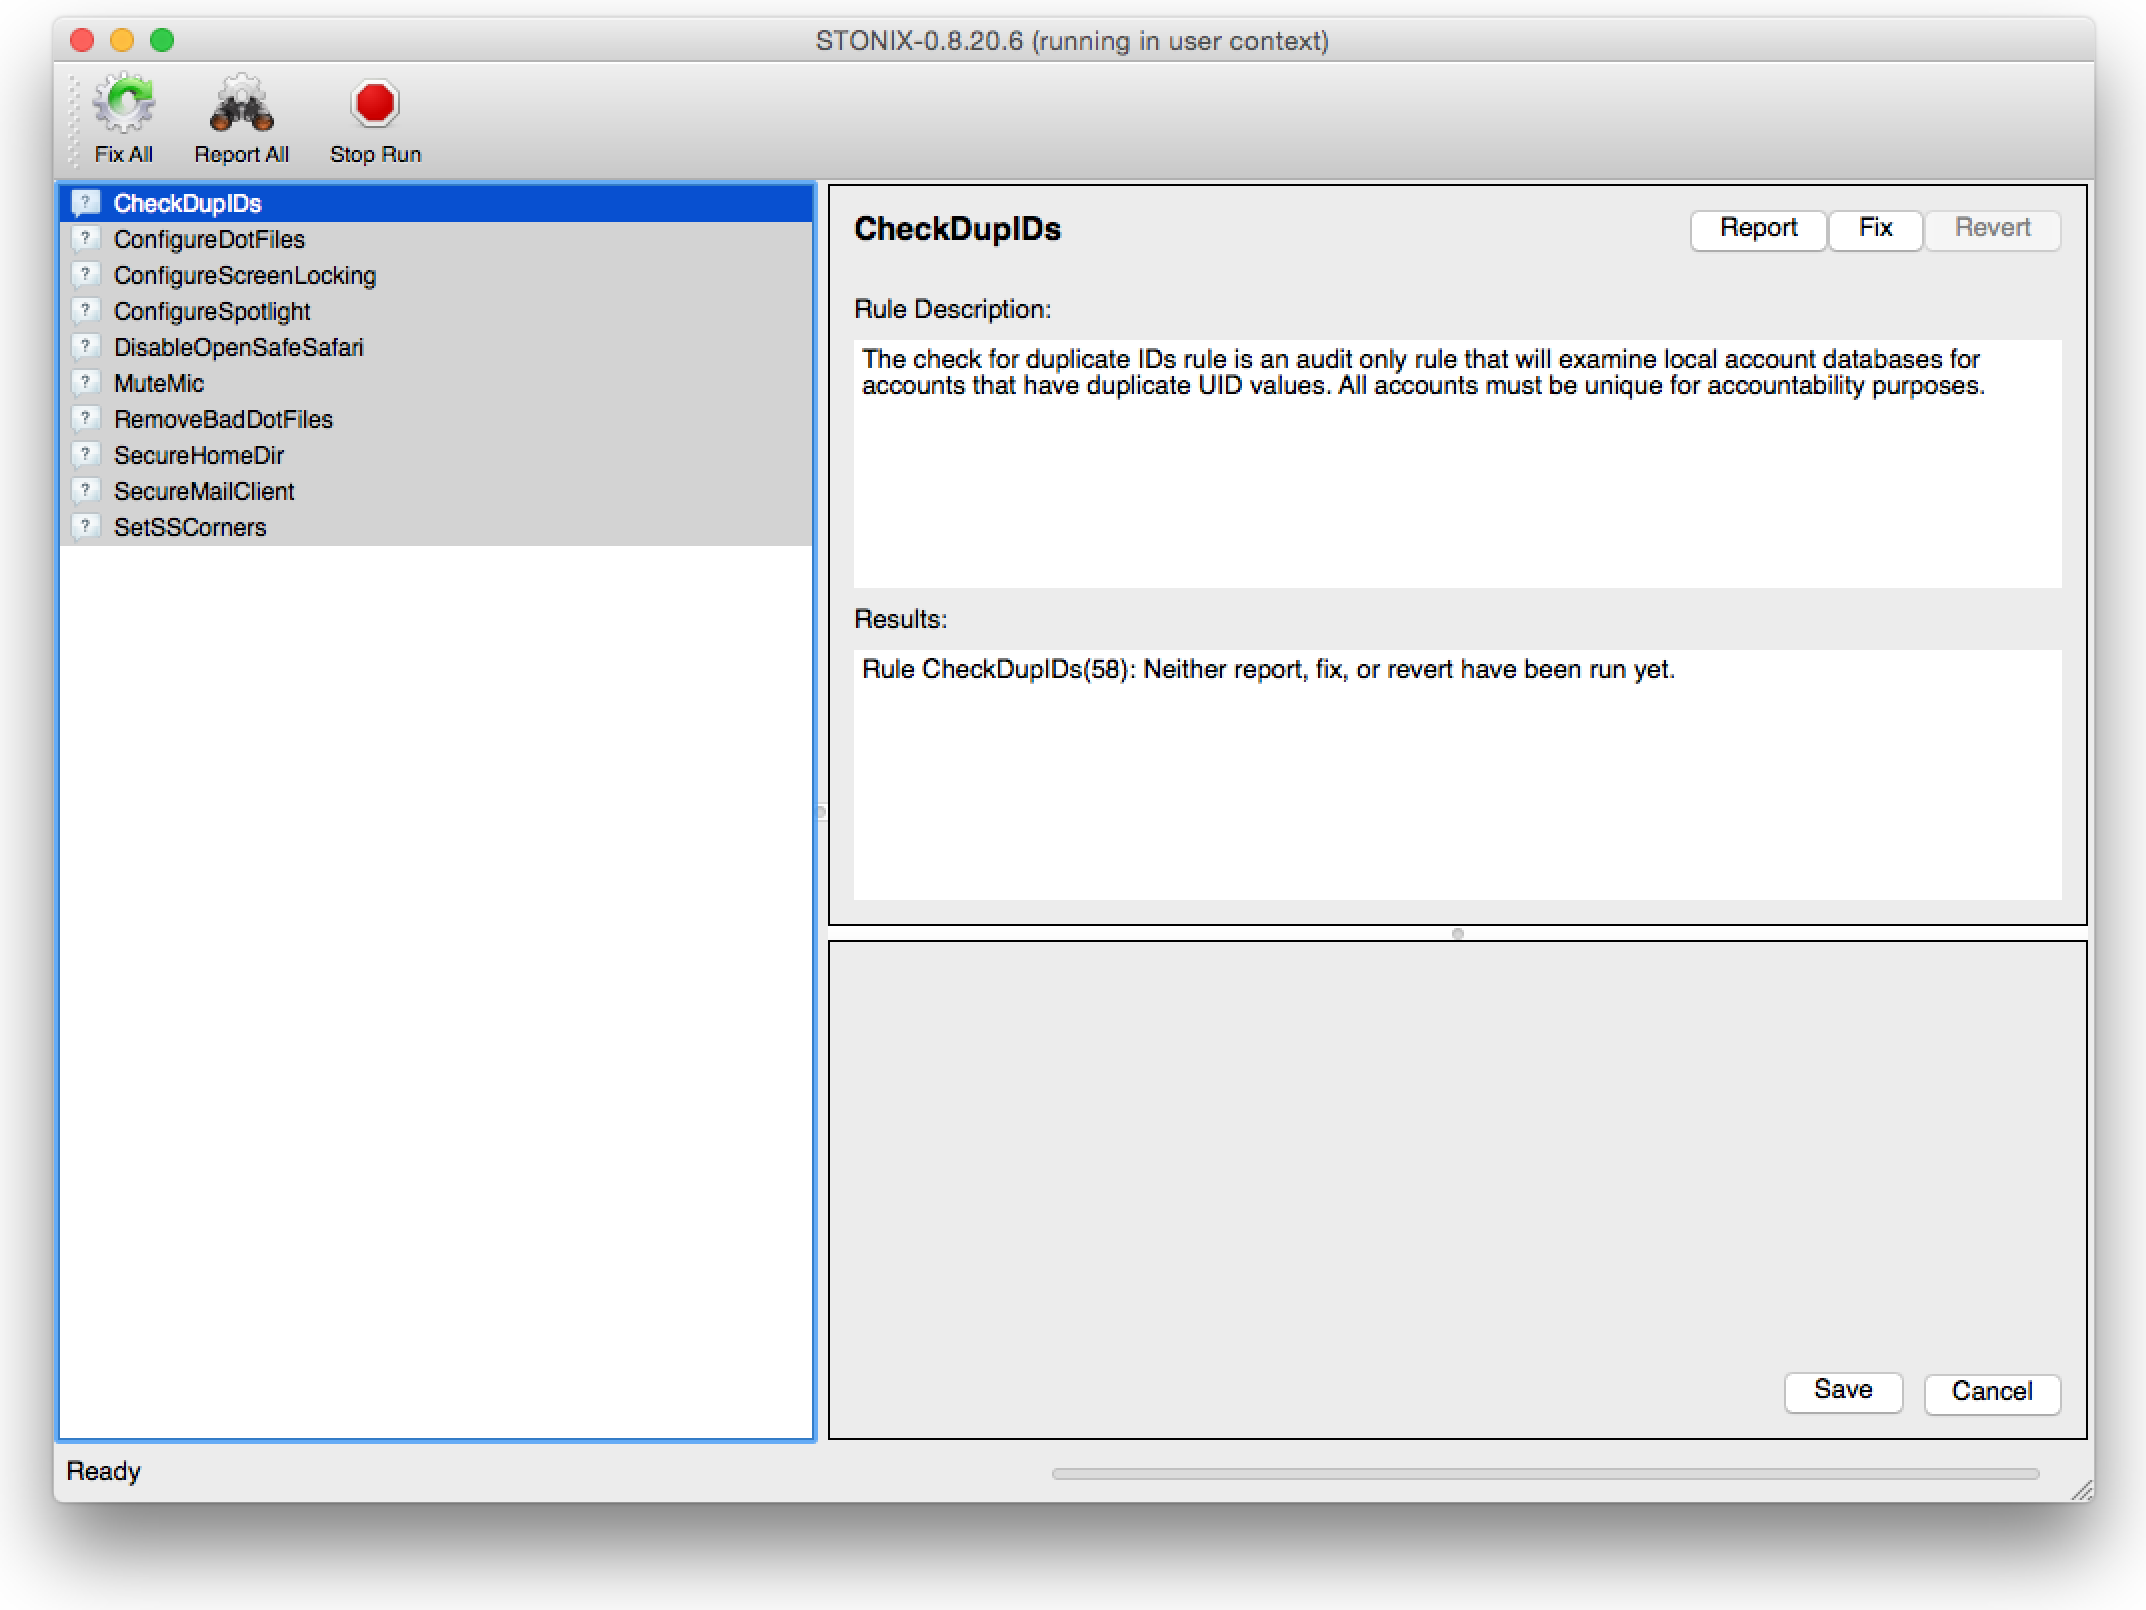 STONIX-0.8.20.6 (running in user context)
Fix All
Report All
Stop Run
? CheckDupIDs
? ConfigureDotFiles
? ConfigureScreenLocking
? ConfigureSpotlight
? DisableOpenSafeSafari
? MuteMic
? RemoveBadDotFiles
? SecureHomeDir
? SecureMailClient
? SetSSCorners
CheckDupIDs
Report
Fix
Revert
Rule Description:
The check for duplicate IDs rule is an audit only rule that will examine local account databases for
accounts that have duplicate UID values. All accounts must be unique for accountability purposes.
Results:
Rule CheckDupIDs(58): Neither report, fix, or revert have been run yet.
Save
Cancel
Ready